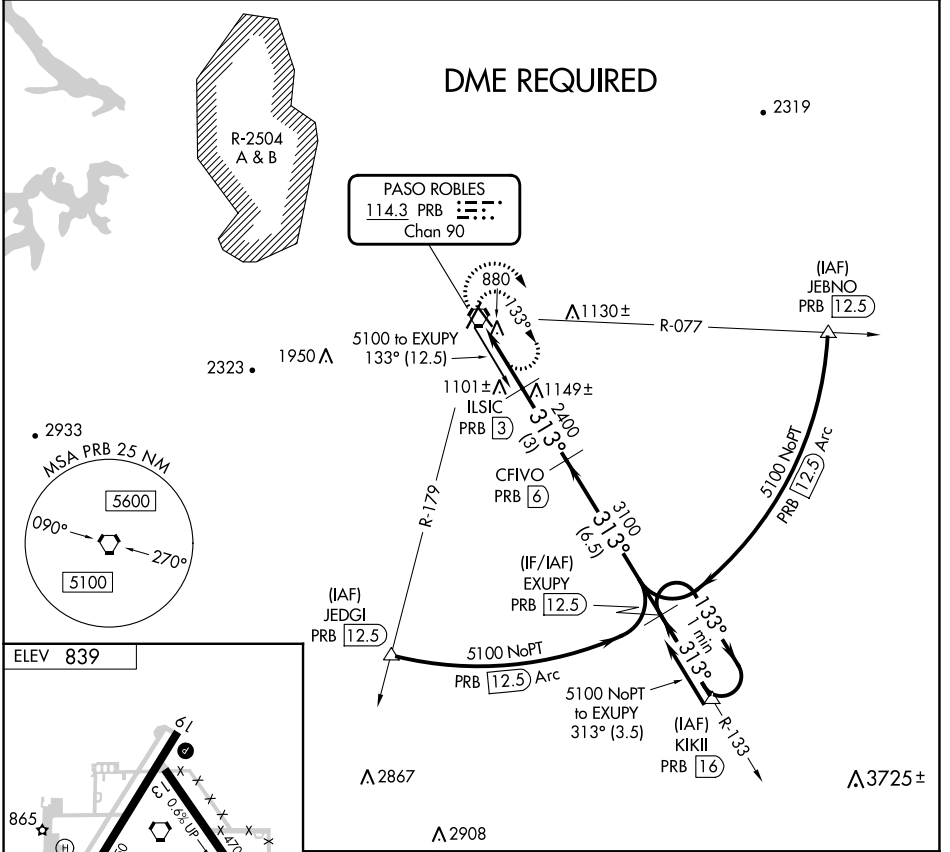 DME REQUIRED
2319
R-2504
A & B
PASO ROBLES
114.3 PRB
Chan 90
(IAF)
JEBNO
PRB 12.5
880
133°
1130±
R-077
5100 to EXUPY
133° (12.5)
1950
2323
1101±
1149±
ILSIC
PRB 3
2400
313°
(3)
2933
MSA PRB 25 NM
5600
090°
270°
5100
CFIVO
PRB 6
R-179
5100 NoPT
PRB 12.5 Arc
3100
313°
(6.5)
(IF/IAF)
EXUPY
PRB 12.5
(IAF)
JEDGI
PRB 12.5
5100 NoPT
PRB 12.5 Arc
133°
1 min
313°
5100 NoPT
to EXUPY
313° (3.5)
(IAF)
KIKII
PRB 16
R-133
ELEV 839
19
P
2867
3725±
13
0.6% UP
865
H
2908